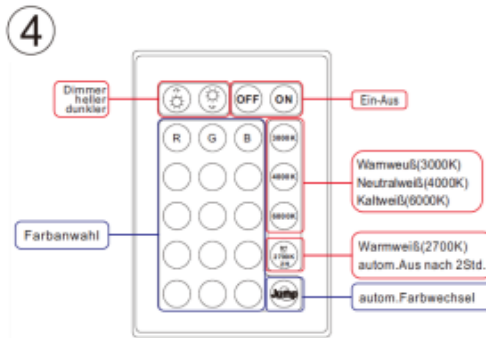 4
Dimmer
heller
dunkler
OFF ON
Ein-Aus
R G B 3000K
4000K
6000K
Warmweuß(3000K)
Neutralweiß(4000K)
Kaltweiß(6000K)
Farbanwahl
2700K
Warmweiß(2700K)
autom.Aus nach 2Std.
Jump
autom.Farbwechsel